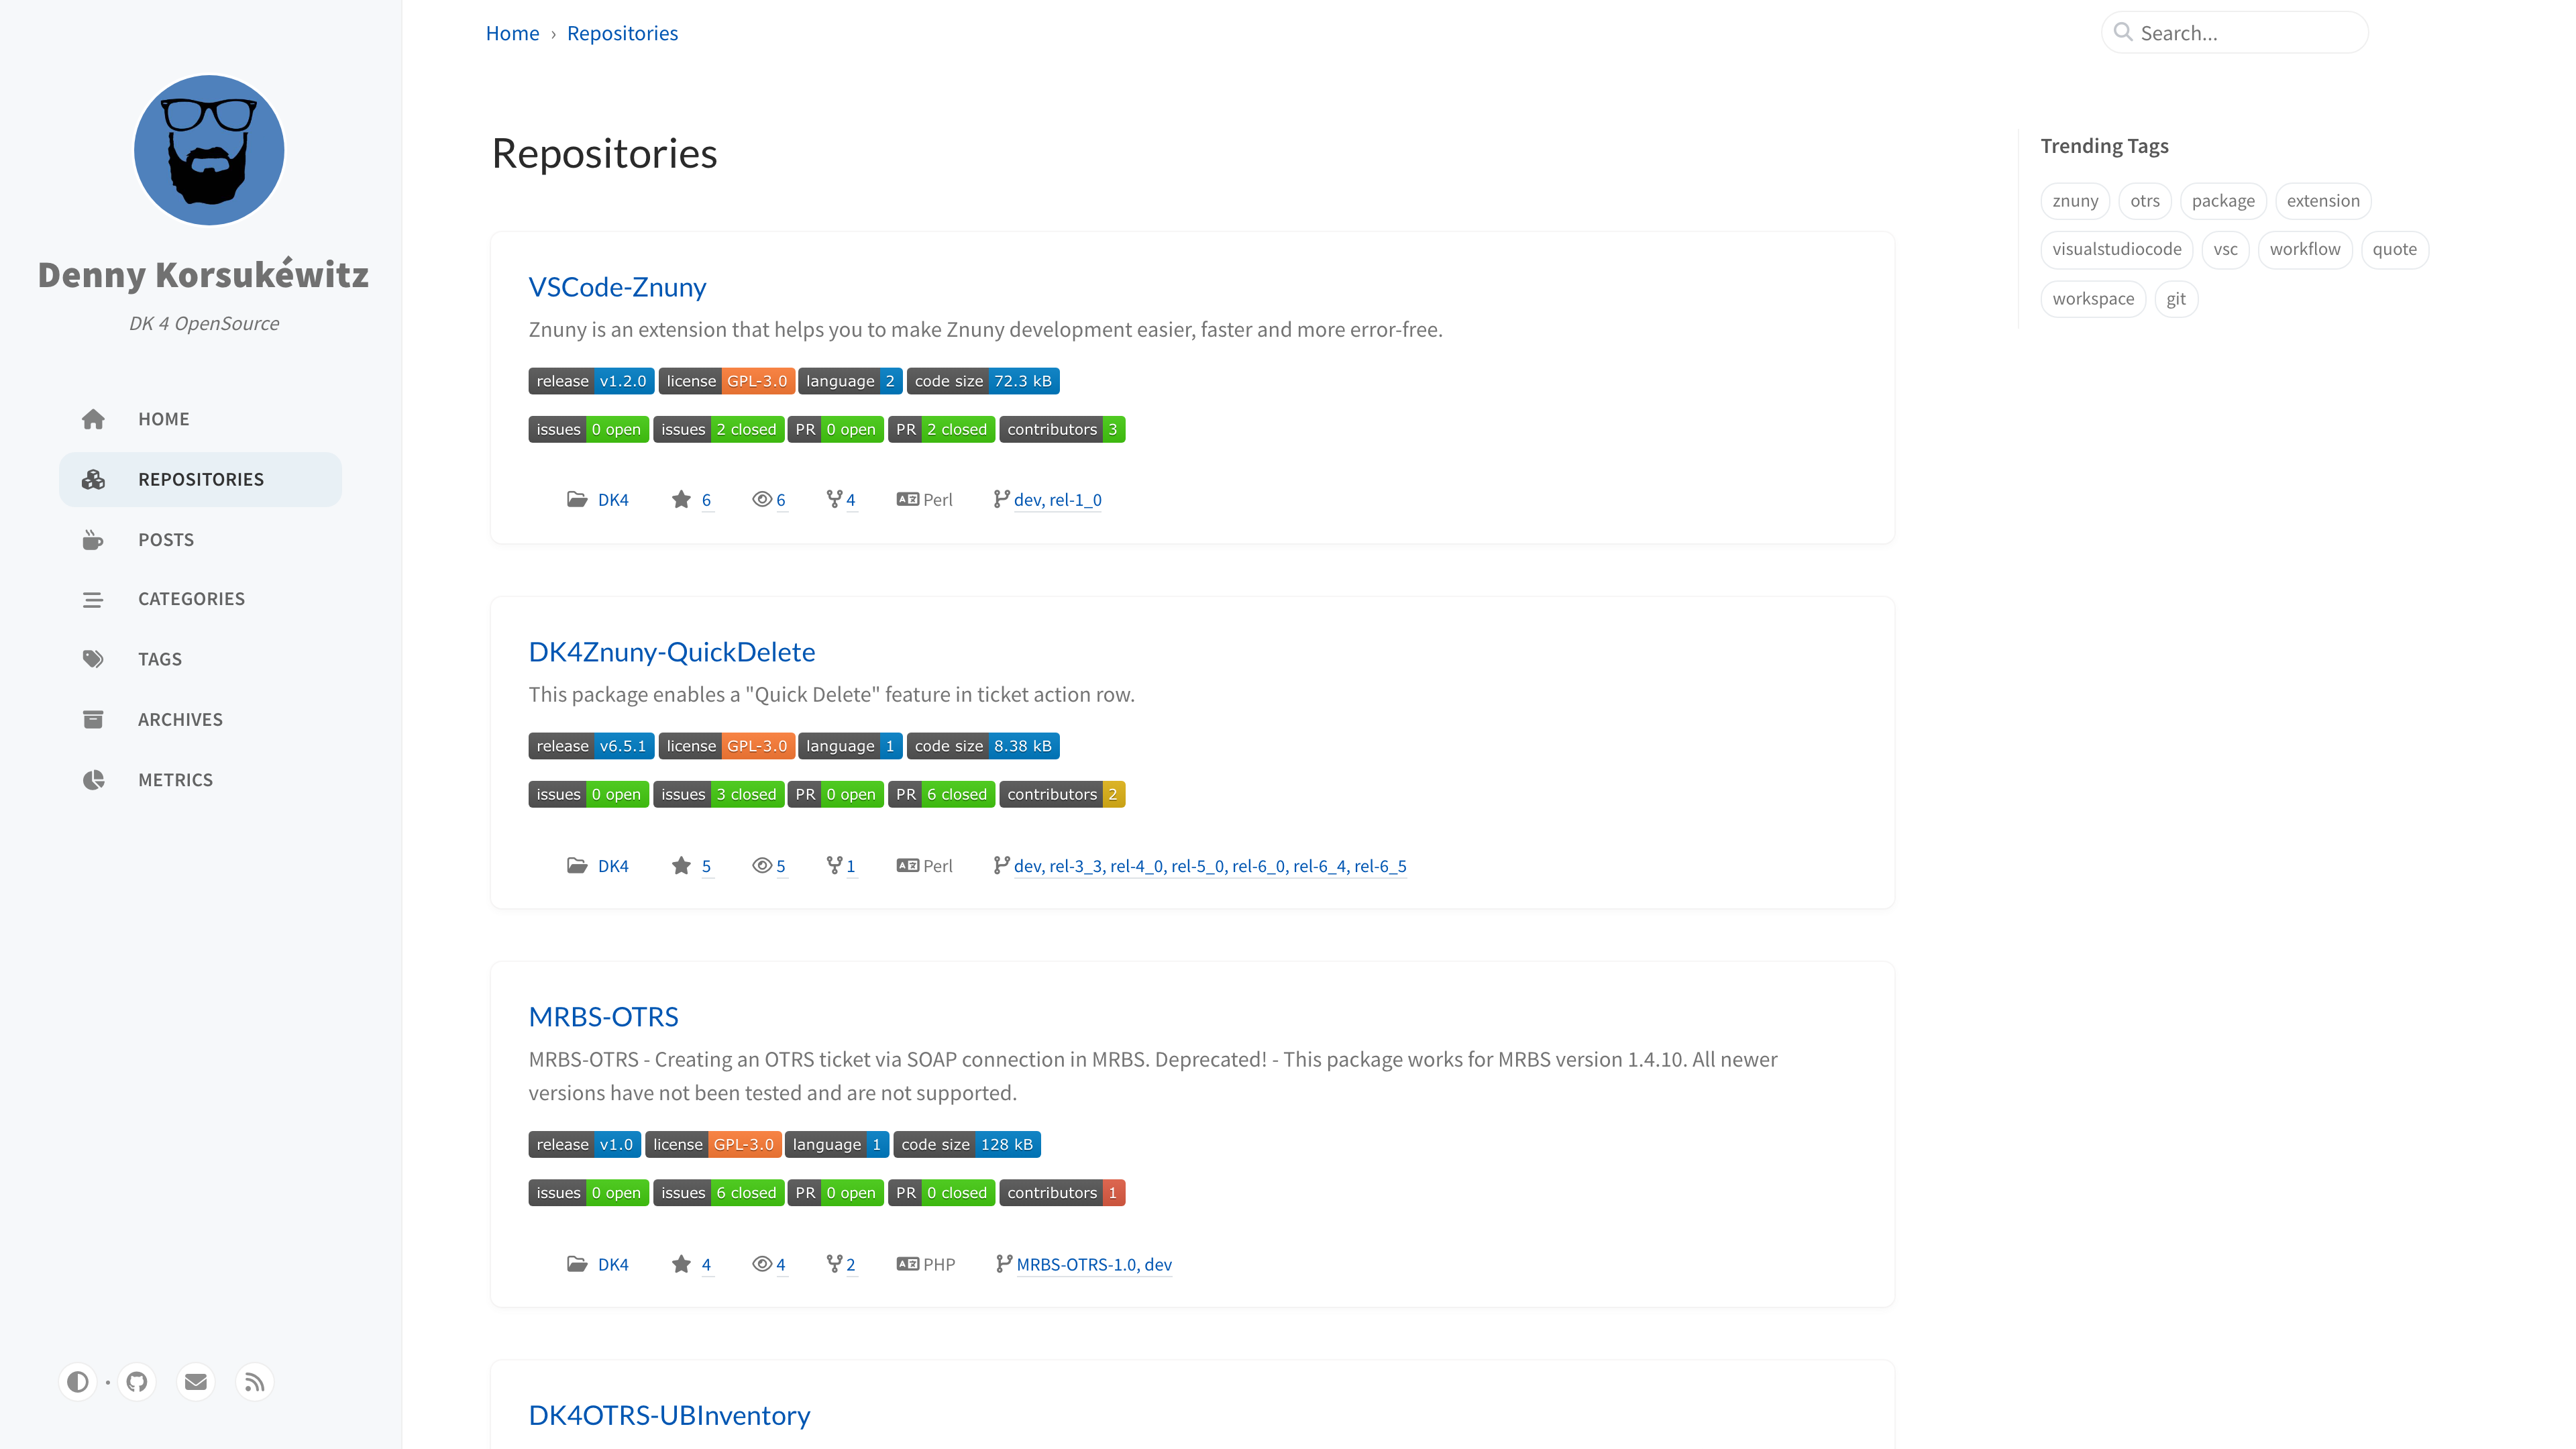 Denny Korsukéwitz
DK 4 OpenSource
HOME
REPOSITORIES
POSTS
CATEGORIES
TAGS
ARCHIVES
METRICS
Home › Repositories
Search...
Repositories
VSCode-Znuny
Znuny is an extension that helps you to make Znuny development easier, faster and more error-free.
release v1.2.0 license GPL-3.0 language 2 code size 72.3 kB
issues 0 open issues 2 closed PR 0 open PR 2 closed contributors 3
DK4 6 6 4 Perl dev, rel-1_0
DK4Znuny-QuickDelete
This package enables a "Quick Delete" feature in ticket action row.
release v6.5.1 license GPL-3.0 language 1 code size 8.38 kB
issues 0 open issues 3 closed PR 0 open PR 6 closed contributors 2
DK4 5 5 1 Perl dev, rel-3_3, rel-4_0, rel-5_0, rel-6_0, rel-6_4, rel-6_5
MRBS-OTRS
MRBS-OTRS - Creating an OTRS ticket via SOAP connection in MRBS. Deprecated! - This package works for MRBS version 1.4.10. All newer
versions have not been tested and are not supported.
release v1.0 license GPL-3.0 language 1 code size 128 kB
issues 0 open issues 6 closed PR 0 open PR 0 closed contributors 1
DK4 4 4 2 PHP MRBS-OTRS-1.0, dev
DK4OTRS-UBInventory
Trending Tags
znuny otrs package extension
visualstudiocode vsc workflow quote
workspace git